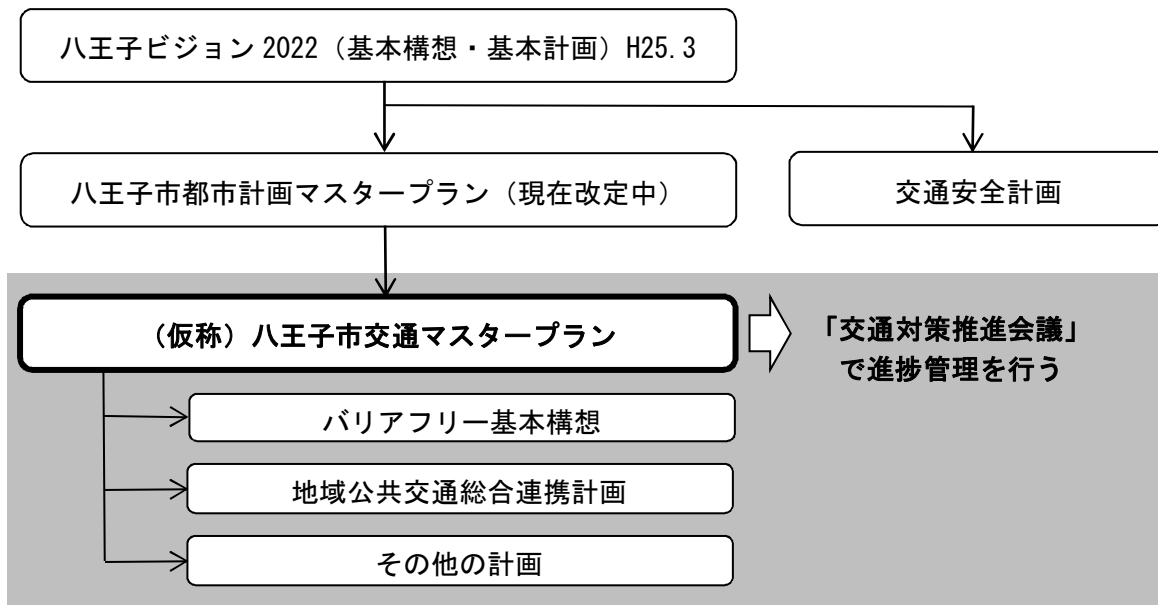 八王子ビジョン 2022（基本構想・基本計画）H25.3
八王子市都市計画マスタープラン（現在改定中）
交通安全計画
（仮称）八王子市交通マスタープラン
「交通対策推進会議」
で進捗管理を行う
バリアフリー基本構想
地域公共交通総合連携計画
その他の計画